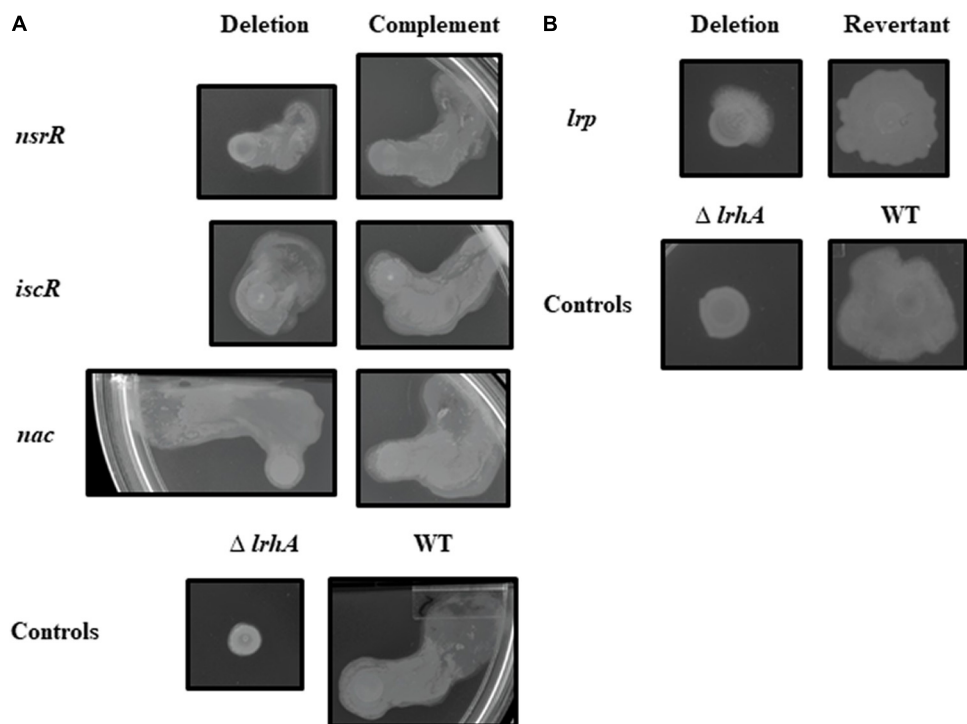 A
Deletion
Complement
nsrR
iscR
nac
Δ lrhA
WT
Controls
B
Deletion
Revertant
lrp
Δ lrhA
WT
Controls